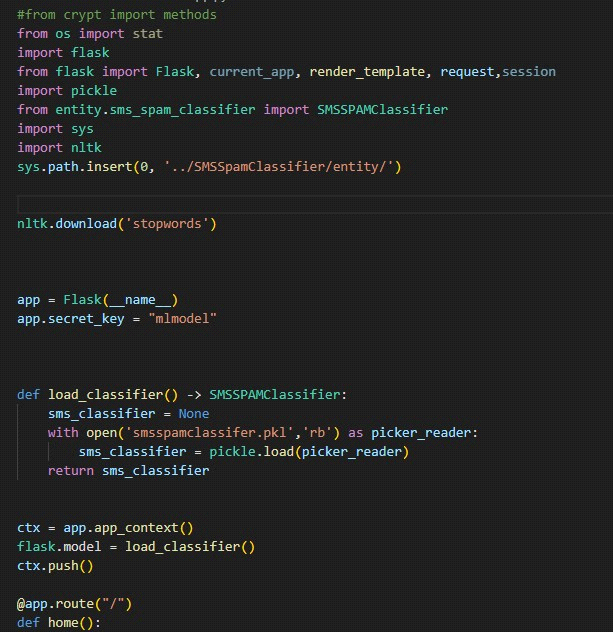 #from crypt import methods
from os import stat
import flask
from flask import Flask, current_app, render_template, request,session
import pickle
from entity.sms_spam_classifier import SMSSPAMClassifier
import sys
import nltk
sys.path.insert(0, '../SMSSpamClassifier/entity/')
nltk.download('stopwords')
app = Flask(__name__)
app.secret_key = "mlmodel"
def load_classifier() -> SMSSPAMClassifier:
    sms_classifier = None
    with open('smsspamclassifer.pkl','rb') as picker_reader:
        sms_classifier = pickle.load(picker_reader)
    return sms_classifier
ctx = app.app_context()
flask.model = load_classifier()
ctx.push()
@app.route("/")
def home():